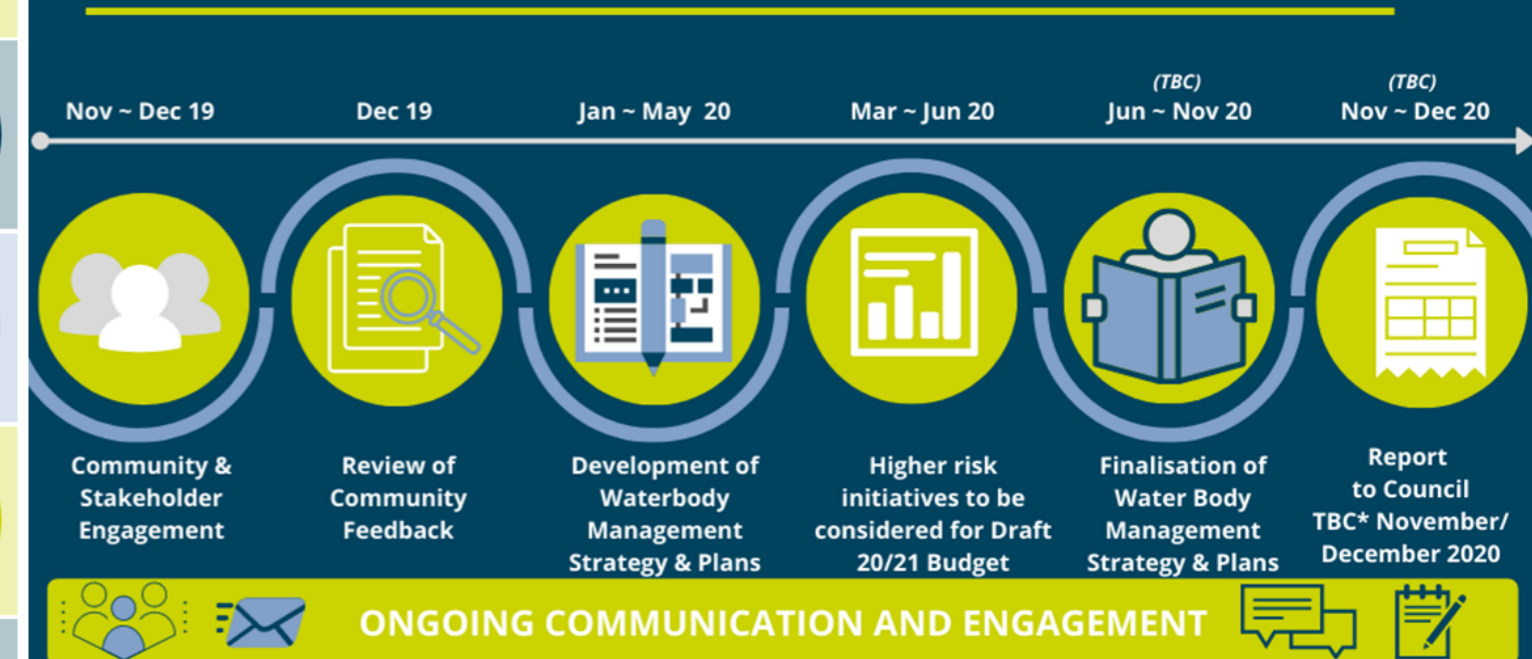 (TBC)
(TBC)
Nov ~ Dec 19
Dec 19
Jan ~ May 20
Mar ~ Jun 20
Jun ~ Nov 20
Nov ~ Dec 20
Community &
Stakeholder
Engagement
Review of
Community
Feedback
Development of
Waterbody
Management
Strategy & Plans
Higher risk
initiatives to be
considered for Draft
20/21 Budget
Finalisation of
Water Body
Management
Strategy & Plans
Report
to Council
TBC* November/
December 2020
ONGOING COMMUNICATION AND ENGAGEMENT